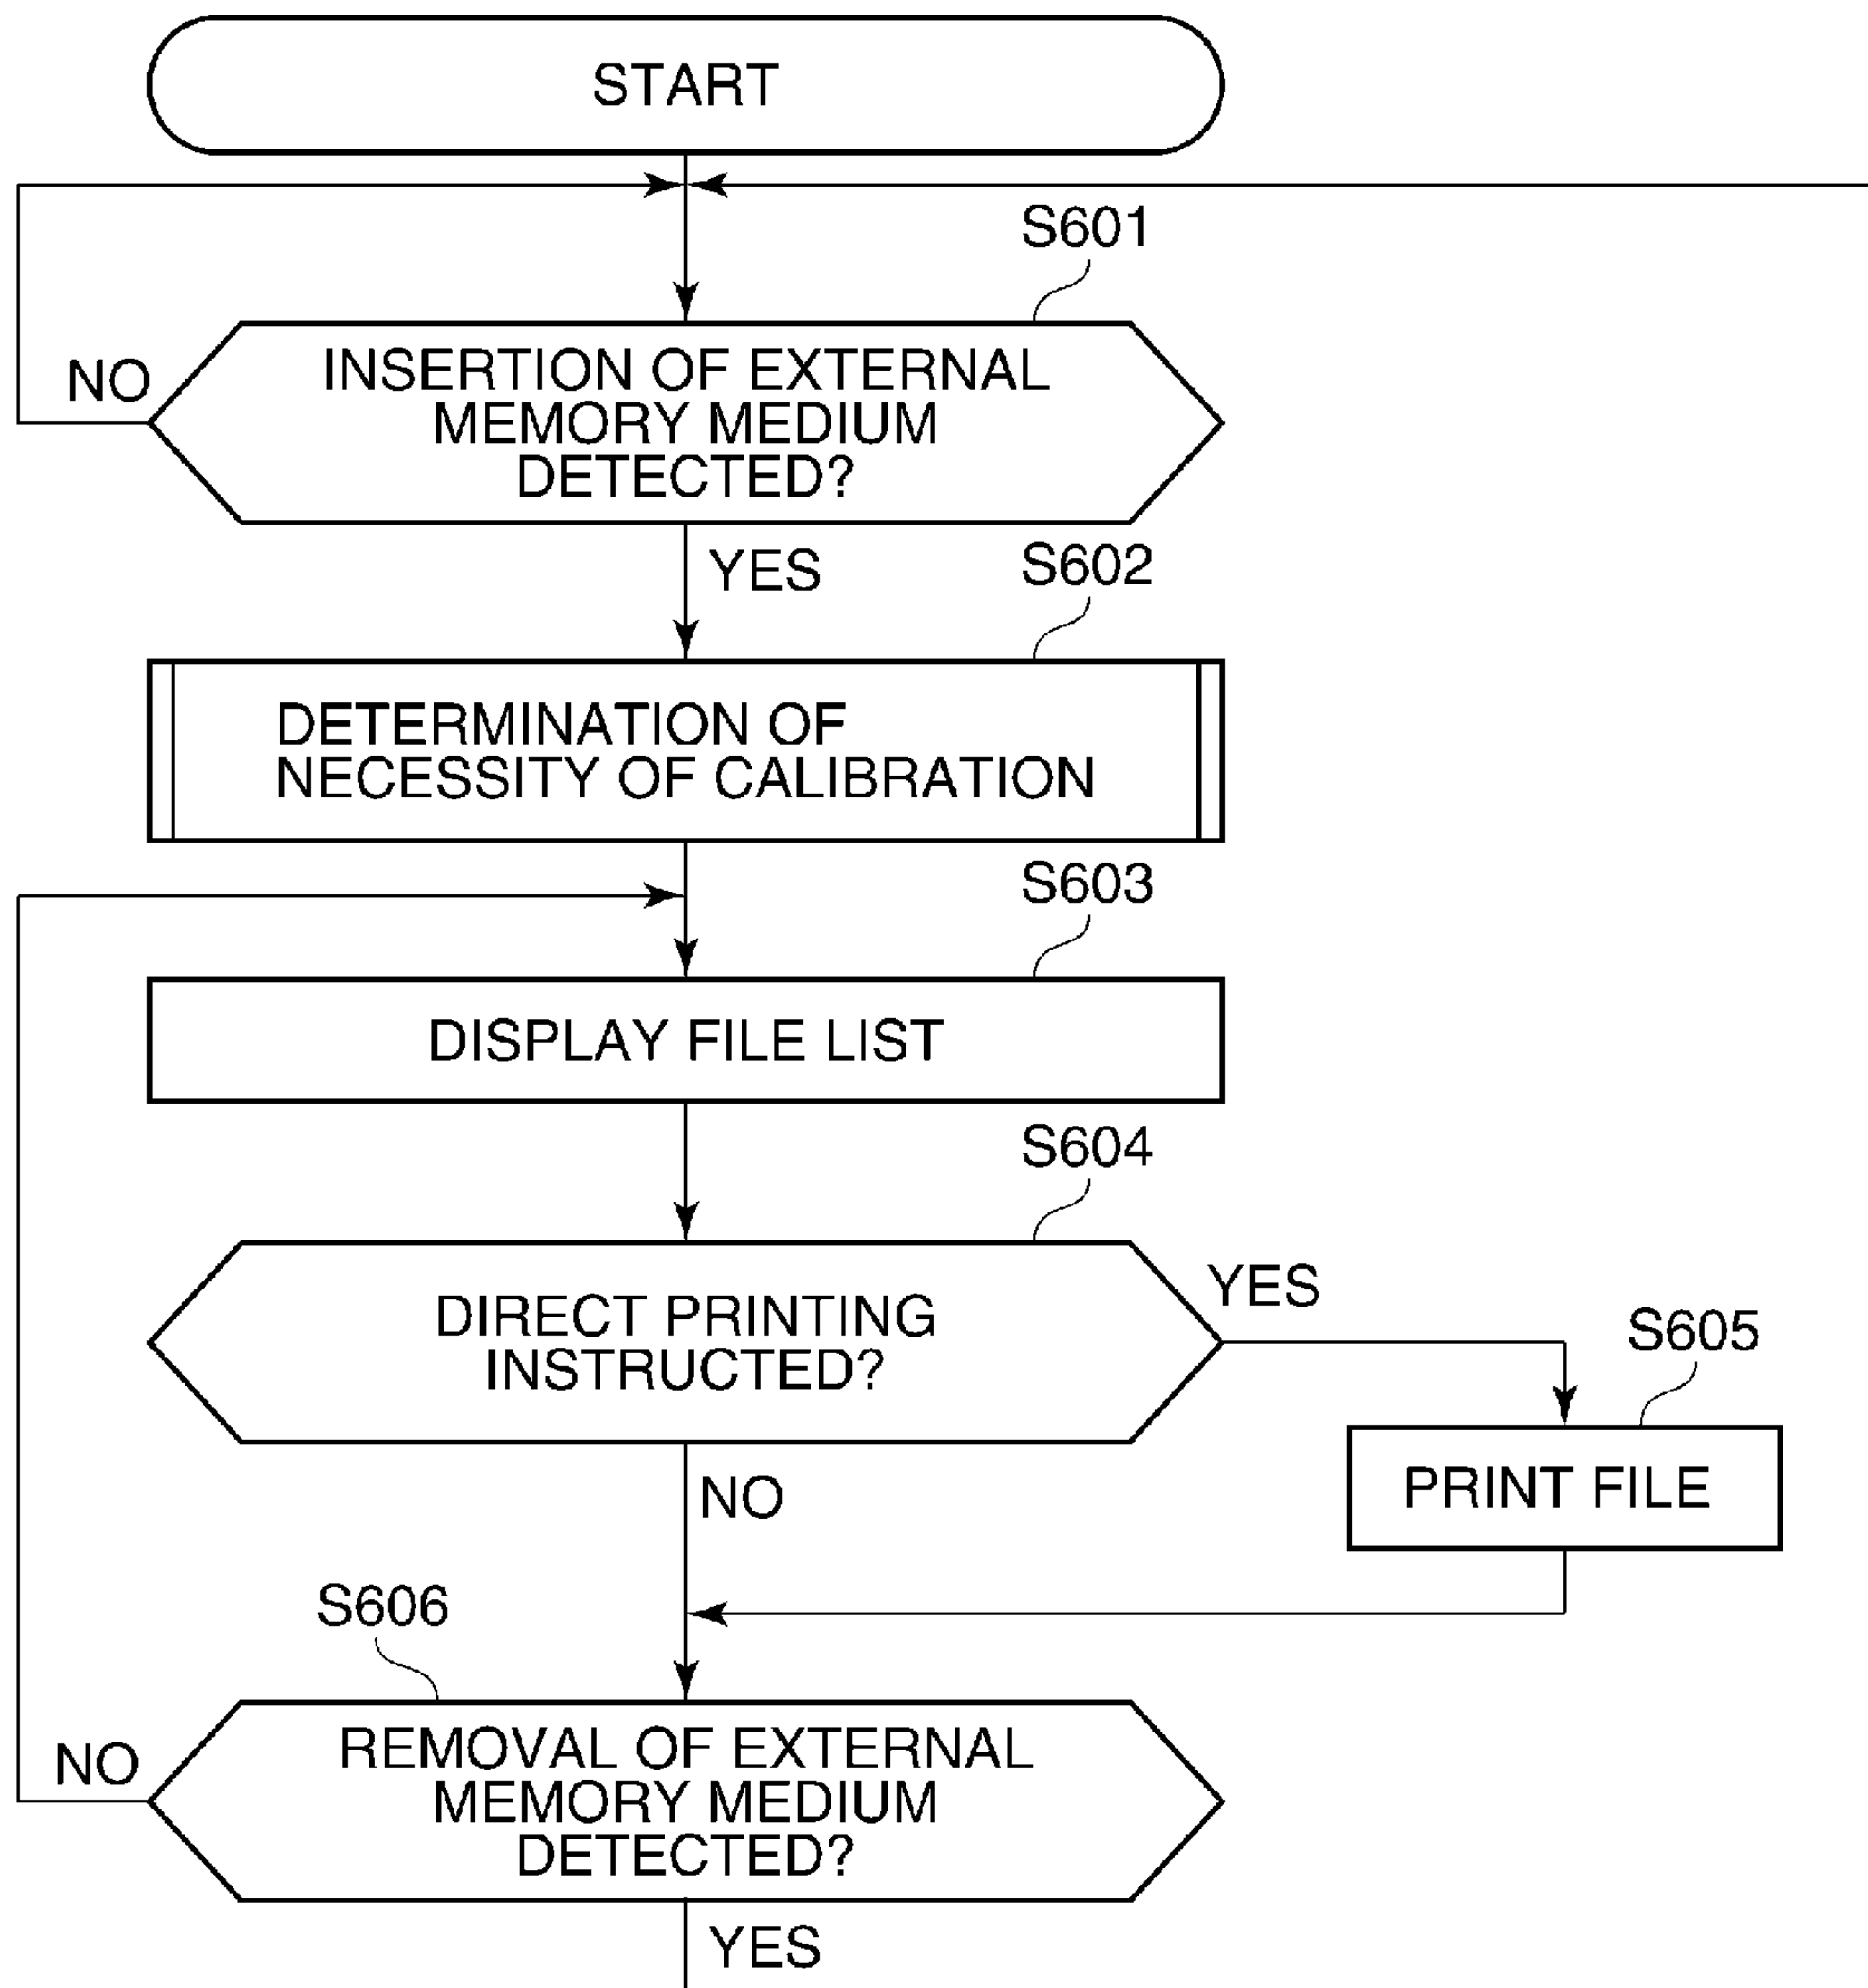 START
S601
NO
INSERTION OF EXTERNAL
MEMORY MEDIUM
DETECTED?
YES
S602
DETERMINATION OF
NECESSITY OF CALIBRATION
S603
DISPLAY FILE LIST
S604
DIRECT PRINTING
INSTRUCTED?
YES
S605
PRINT FILE
NO
S606
NO
REMOVAL OF EXTERNAL
MEMORY MEDIUM
DETECTED?
YES